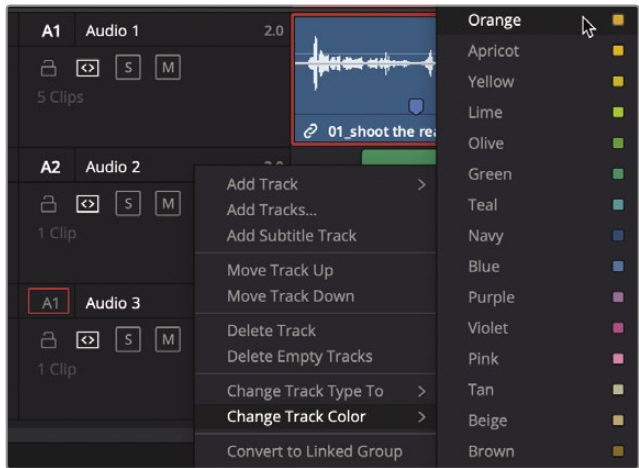 A1 Audio 1 2.0
S M
5 Clips
01_shoot the rea
A2 Audio 2 2.0
S M
1 Clip
A1 Audio 3
S M
1 Clip
Add Track
Add Tracks...
Add Subtitle Track
Move Track Up
Move Track Down
Delete Track
Delete Empty Tracks
Change Track Type To
Change Track Color
Convert to Linked Group
Orange
Apricot
Yellow
Lime
Olive
Green
Teal
Navy
Blue
Purple
Violet
Pink
Tan
Beige
Brown